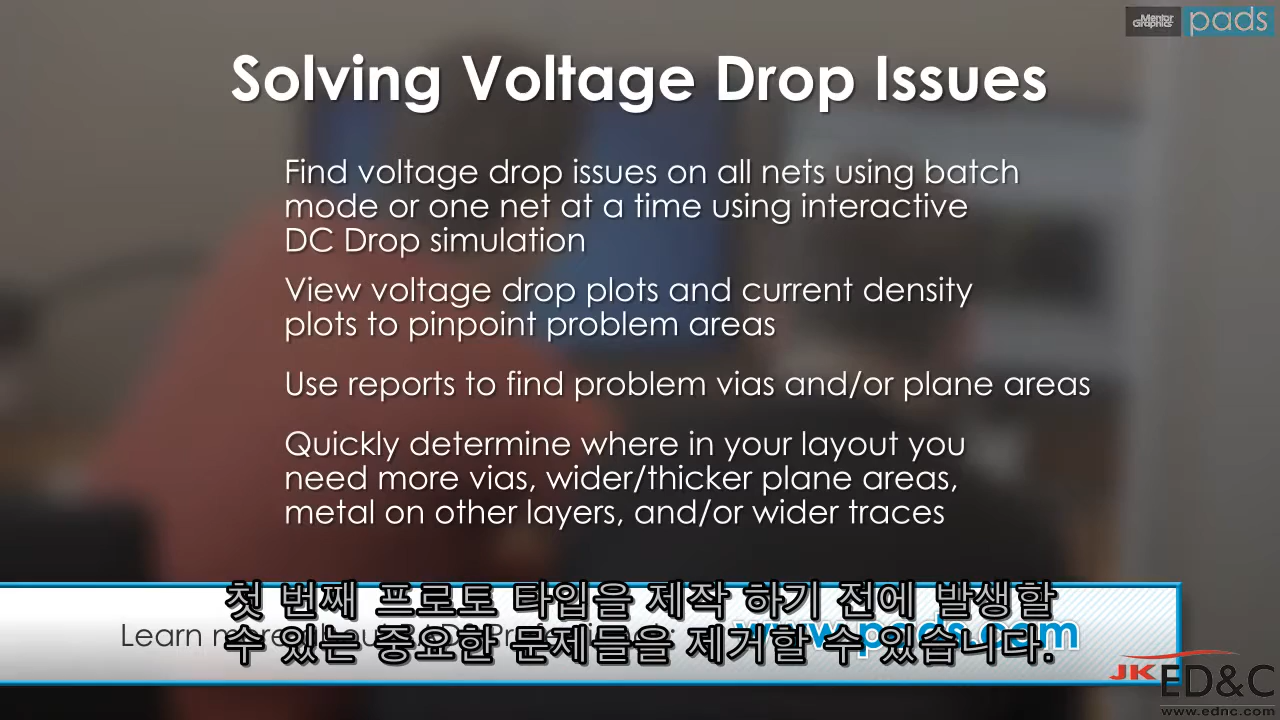 Mentor Graphics pads
Solving Voltage Drop Issues
Find voltage drop issues on all nets using batch
mode or one net at a time using interactive
DC Drop simulation
View voltage drop plots and current density
plots to pinpoint problem areas
Use reports to find problem vias and/or plane areas
Quickly determine where in your layout you
need more vias, wider/thicker plane areas,
metal on other layers, and/or wider traces
첫 번째 프로토 타입을 제작 하기 전에 발생할
수 있는 중요한 문제들을 제거할 수 있습니다.
Learn more
www.pads.com
JKED&C
www.ednc.com